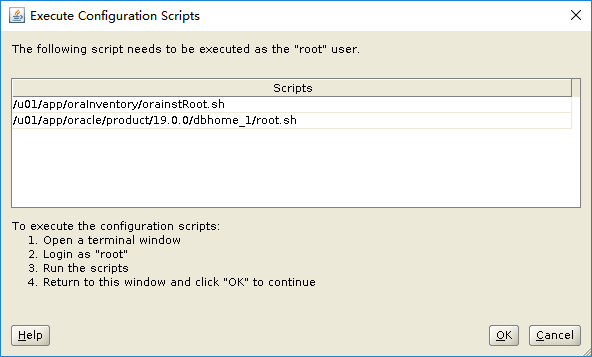 Execute Configuration Scripts
The following script needs to be executed as the "root" user.
Scripts
/u01/app/oraInventory/orainstRoot.sh
/u01/app/oracle/product/19.0.0/dbhome_1/root.sh
To execute the configuration scripts:
1. Open a terminal window
2. Login as "root"
3. Run the scripts
4. Return to this window and click "OK" to continue
Help
OK
Cancel